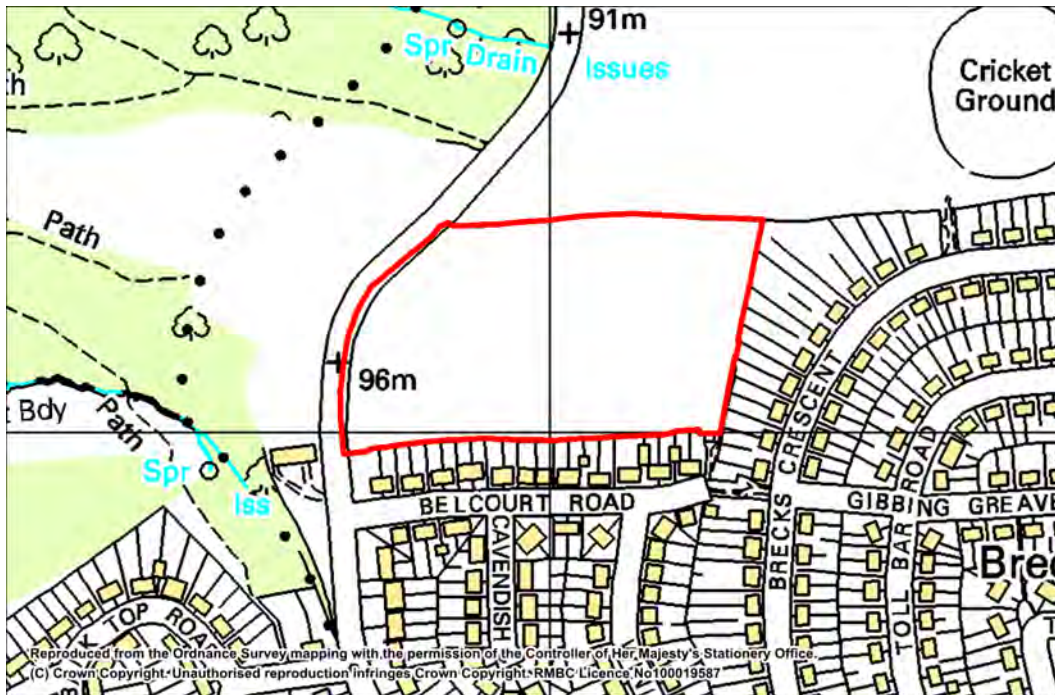 91m
Spr
Drain
Issues
th
Cricket
Ground
Path
96m
Bdy
Path
Spr
Iss
BELCOURT ROAD
CAVENDISH
BRECKS CRESCENT
GIBBING GREAVE
TOLL BAR ROAD
Brec
TOP ROAD
Reproduced from the Ordnance Survey mapping with the permission of the Controller of Her Majesty's Stationery Office.
(C) Crown Copyright. Unauthorised reproduction infringes Crown Copyright. RMBC Licence No100019587